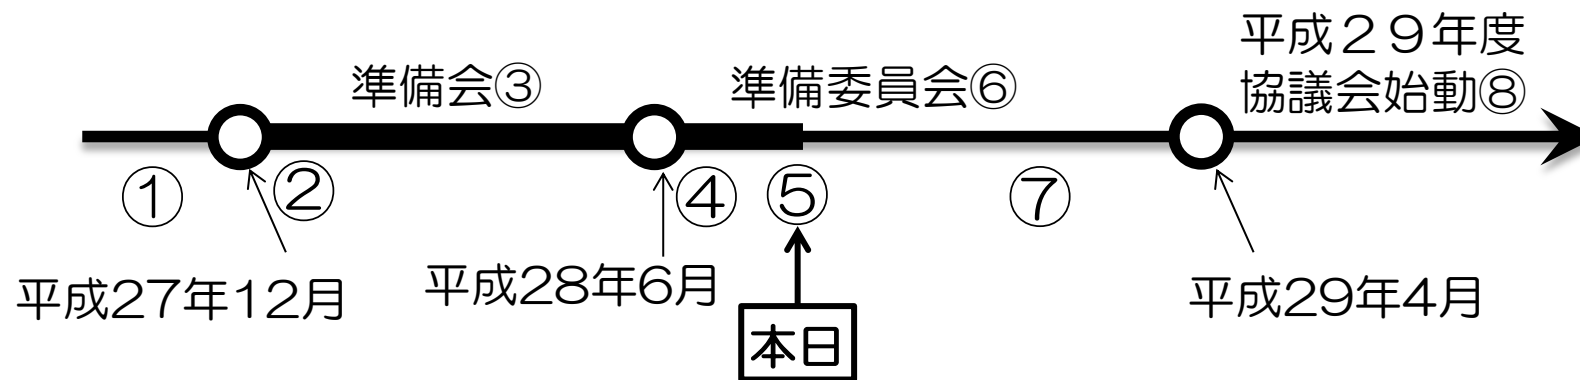 平成２９年度
協議会始動⑧
準備会③
準備委員会⑥
①
②
④
⑤
⑦
平成27年12月
平成28年6月
平成29年4月
本日